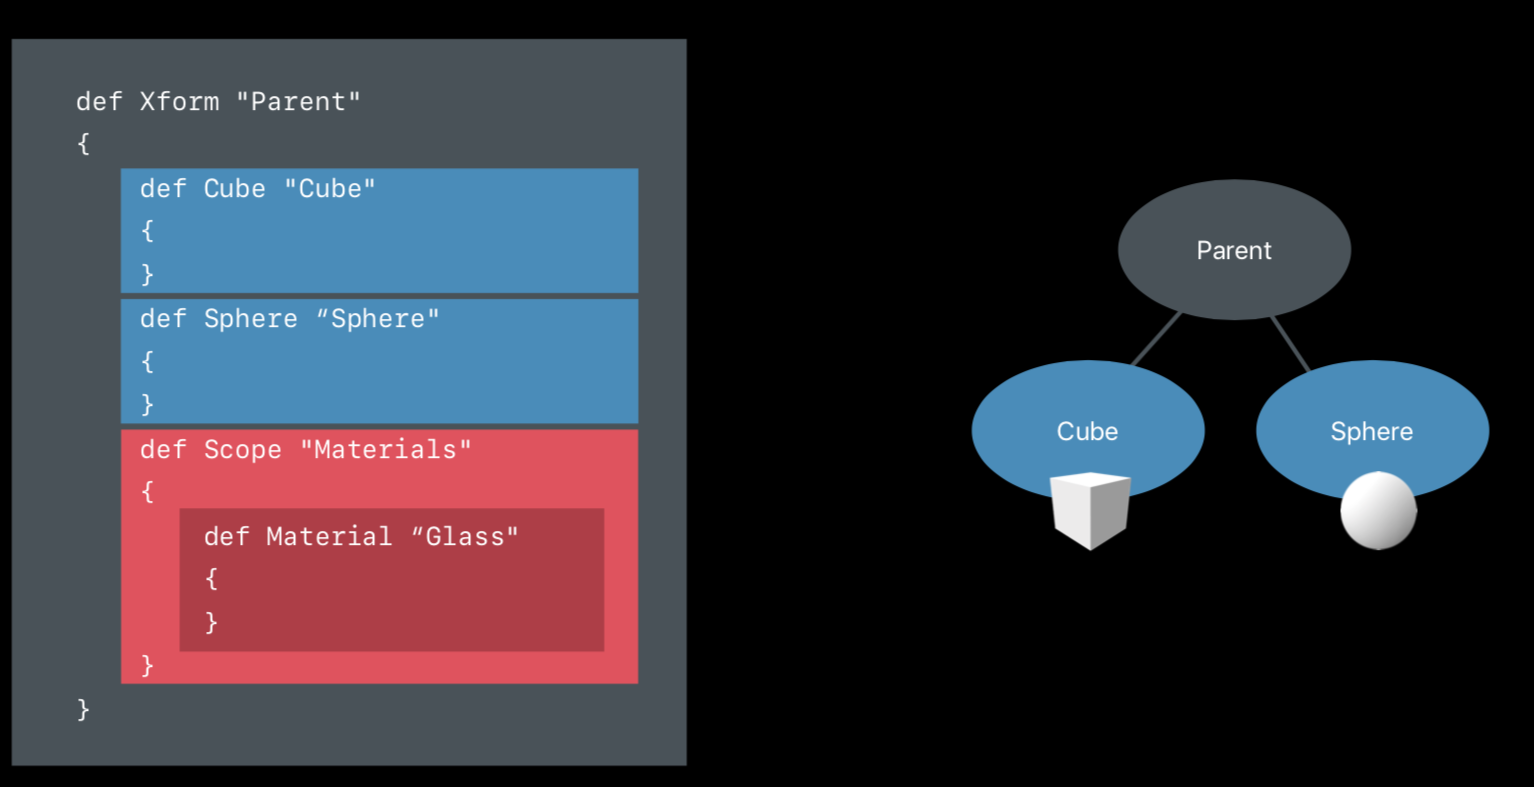 def Xform "Parent"
{
def Cube "Cube"
{
}
def Sphere “Sphere"
{
}
def Scope "Materials"
{
def Material “Glass"
{
}
}
}
Parent
Cube
Sphere